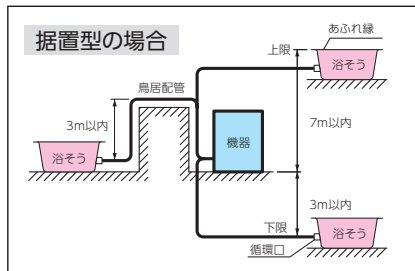 据置型の場合
あふれ縁
上限
浴そう
鳥居配管
3m以内
7m以内
機器
浴そう
3m以内
下限
浴そう
循環口